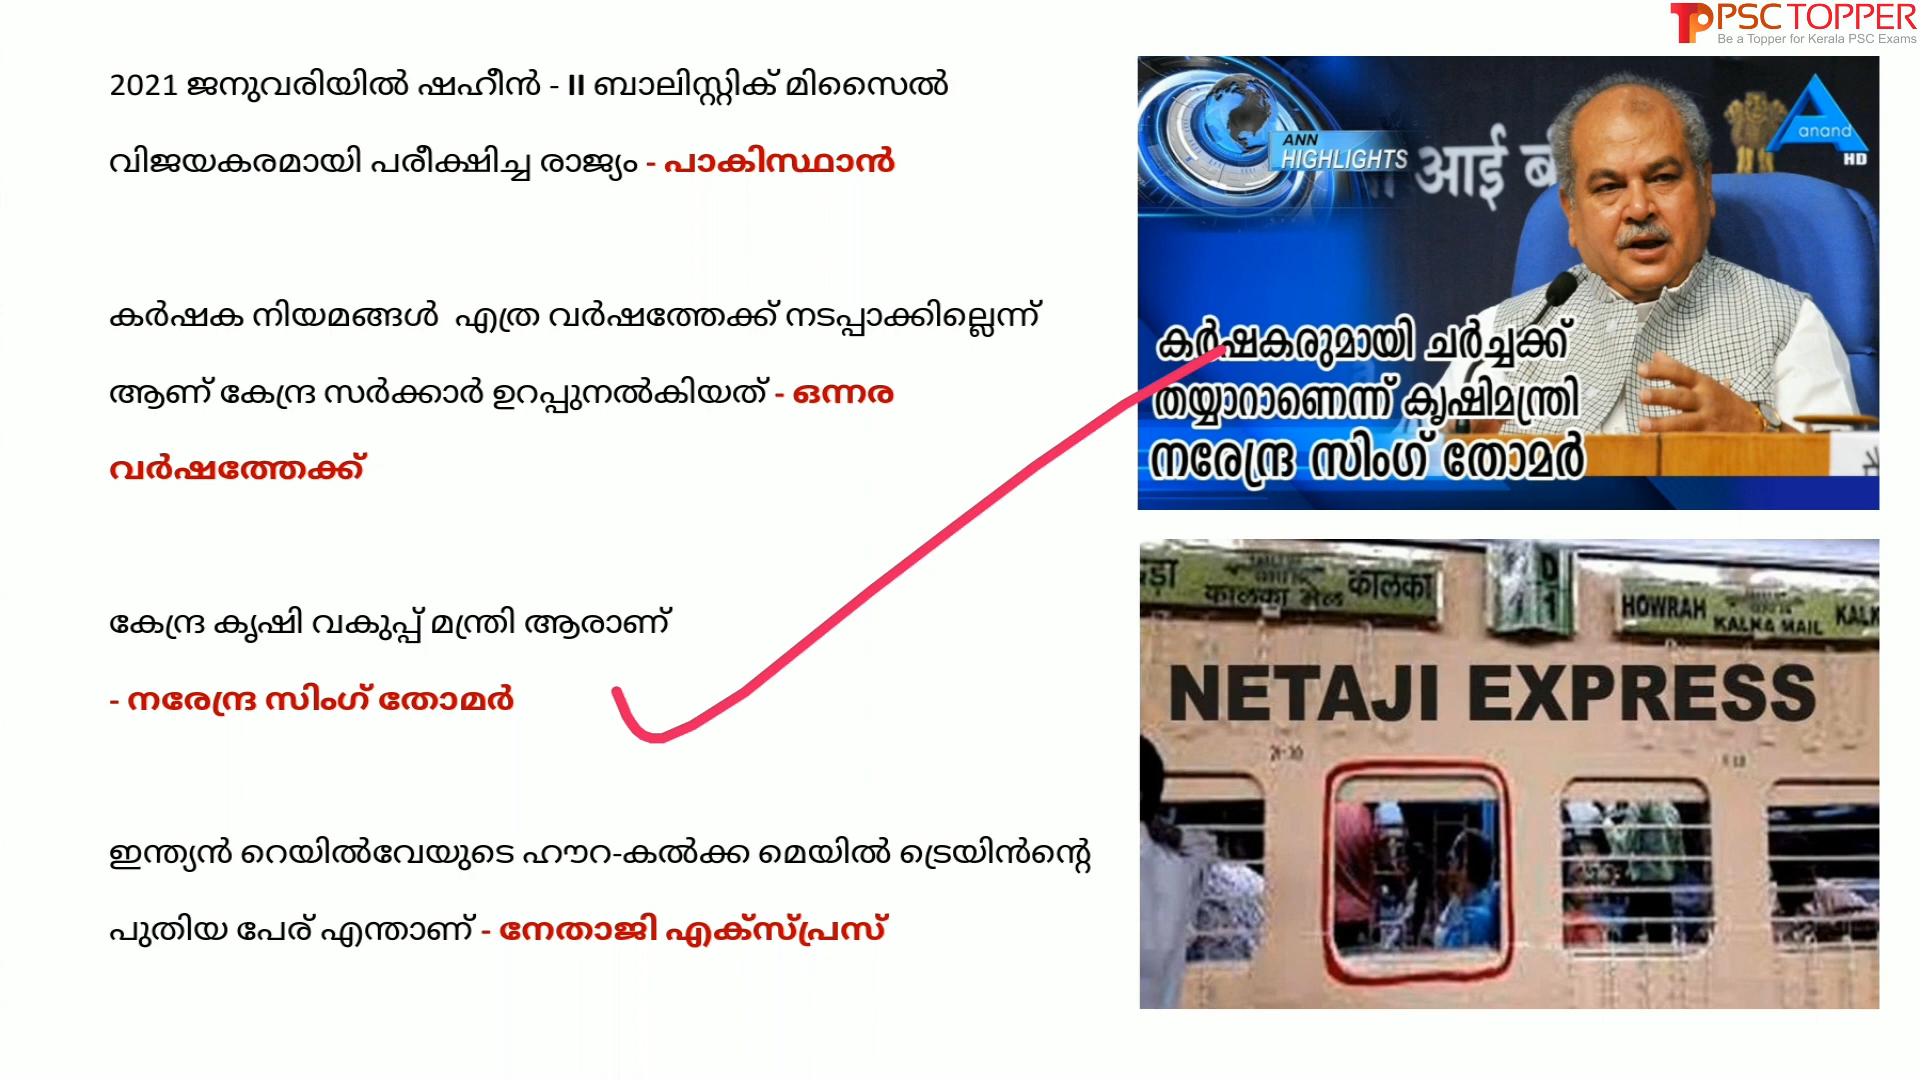 PSC TOPPER
Be a Topper for Kerala PSC Exams
2021 ജനുവരിയിൽ ഷഹീൻ - II ബാലിസ്റ്റിക് മിസൈൽ
വിജയകരമായി പരീക്ഷിച്ച രാജ്യം - പാകിസ്ഥാൻ
കർഷക നിയമങ്ങൾ എത്ര വർഷത്തേക്ക് നടപ്പാക്കില്ലെന്ന്
ആണ് കേന്ദ്ര സർക്കാർ ഉറപ്പുനൽകിയത് - ഒന്നര
വർഷത്തേക്ക്
കേന്ദ്ര കൃഷി വകുപ്പ് മന്ത്രി ആരാണ്
- നരേന്ദ്ര സിംഗ് തോമർ
ഇന്ത്യൻ റെയിൽവേയുടെ ഹൗറ-കൽക്ക മെയിൽ ട്രെയിൻന്റെ
പുതിയ പേര് എന്താണ് - നേതാജി എക്സ്പ്രസ്
ANN
HIGHLIGHTS
आई
anand
HD
കർഷകരുമായി ചർച്ചക്ക്
തയ്യാറാണെന്ന് കൃഷിമന്ത്രി
നരേന്ദ്ര സിംഗ് തോമർ
कालका मेल कालका
HOWRAH
KALKA MAIL
NETAJI EXPRESS